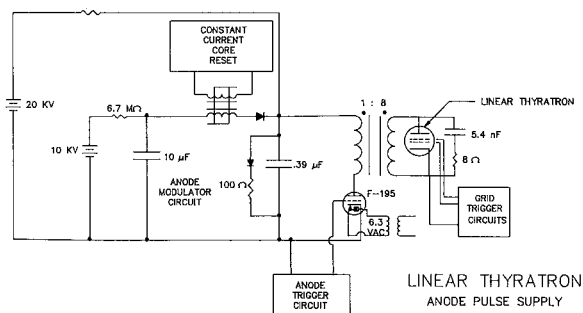 CONSTANT
CURRENT
CORE
RESET
20 KV
6.7 MΩ
10 KV
10 µF
ANODE
MODULATOR
CIRCUIT
100 Ω
.39 µF
1 : 8
LINEAR THYRATRON
5.4 nF
8 Ω
F-195
6.3
VAC
GRID
TRIGGER
CIRCUITS
ANODE
TRIGGER
CIRCUIT
LINEAR THYRATRON
ANODE PULSE SUPPLY